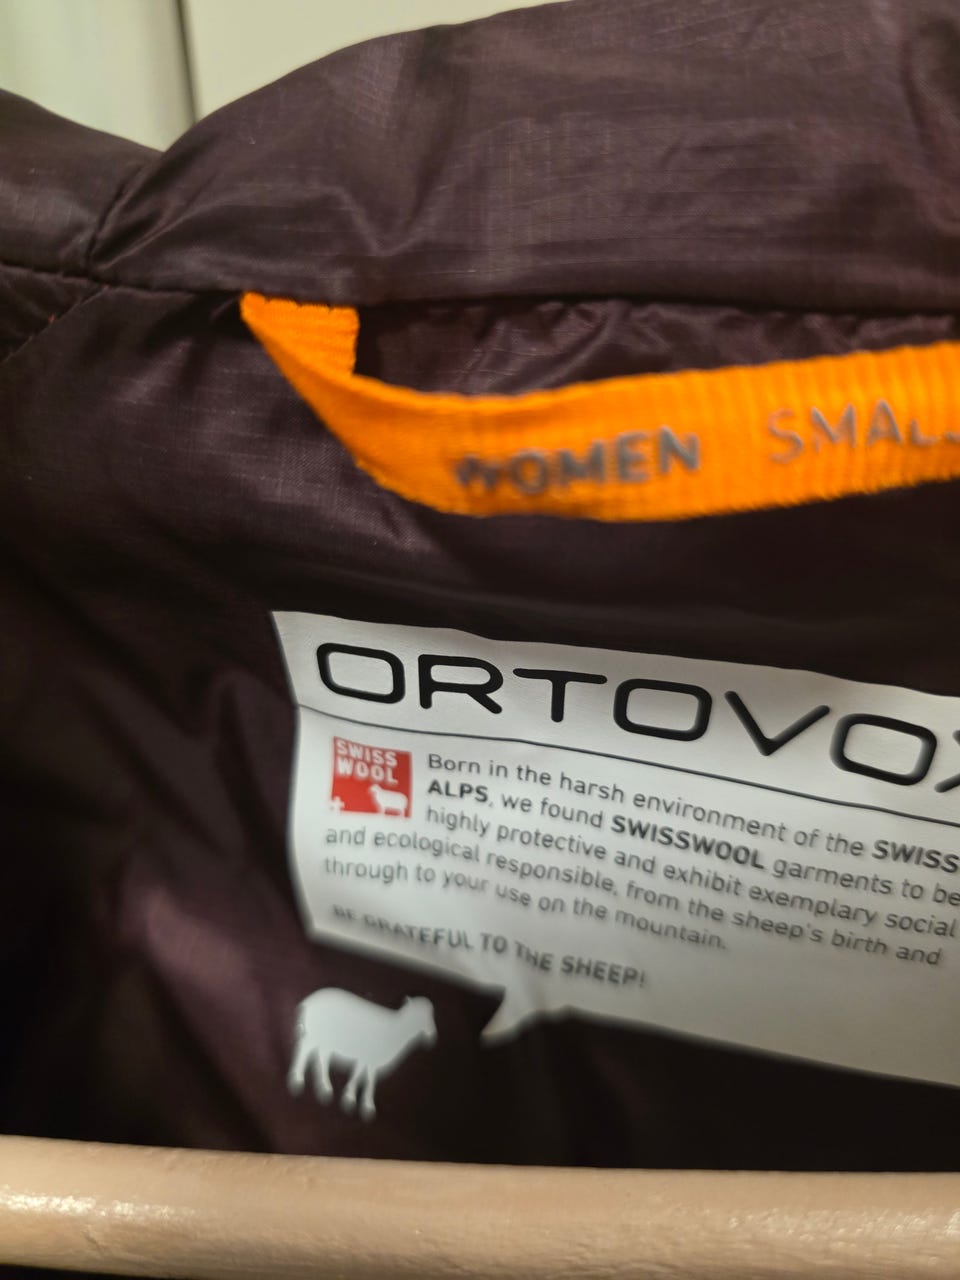 WOMEN SMAL
ORTOVO
SWISS
WOOL
Born in the harsh environment of the SWISS
ALPS, we found SWISSWOOL garments to be
highly protective and exhibit exemplary social
and ecological responsible, from the sheep's birth and
through to your use on the mountain.
BE GRATEFUL TO THE SHEEP!